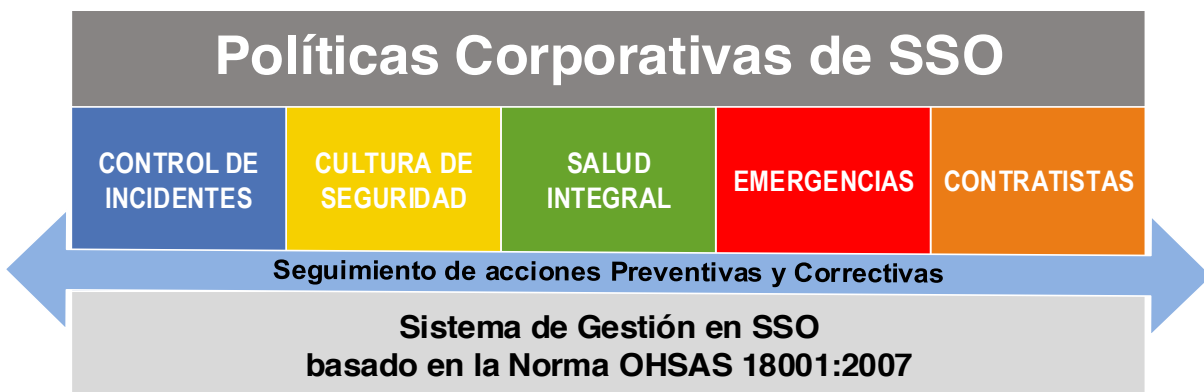 Políticas Corporativas de SSO
CONTROL DE
INCIDENTES
CULTURA DE
SEGURIDAD
SALUD
INTEGRAL
EMERGENCIAS
CONTRATISTAS
Seguimiento de acciones Preventivas y Correctivas
Sistema de Gestión en SSO
basado en la Norma OHSAS 18001:2007